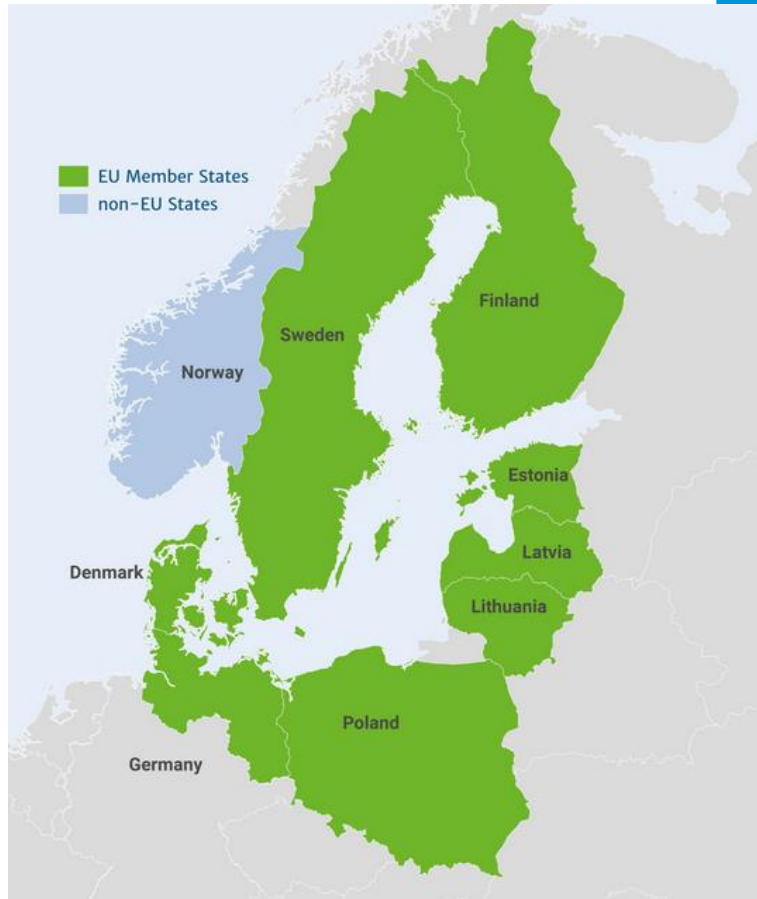 EU Member States
non-EU States
Finland
Sweden
Norway
Estonia
Latvia
Denmark
Lithuania
Poland
Germany